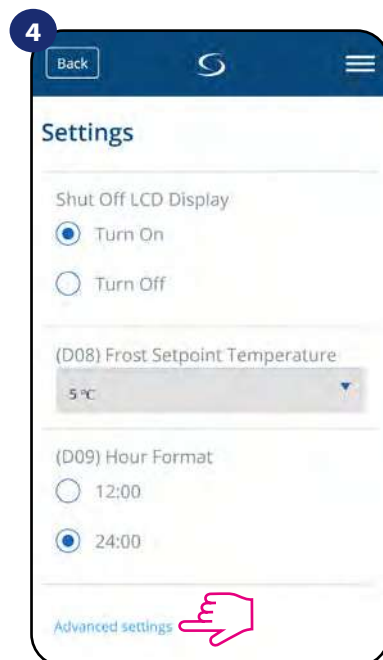 4
Back
Settings
Shut Off LCD Display
Turn On
Turn Off
(D08) Frost Setpoint Temperature
5 °C
(D09) Hour Format
12:00
24:00
Advanced settings